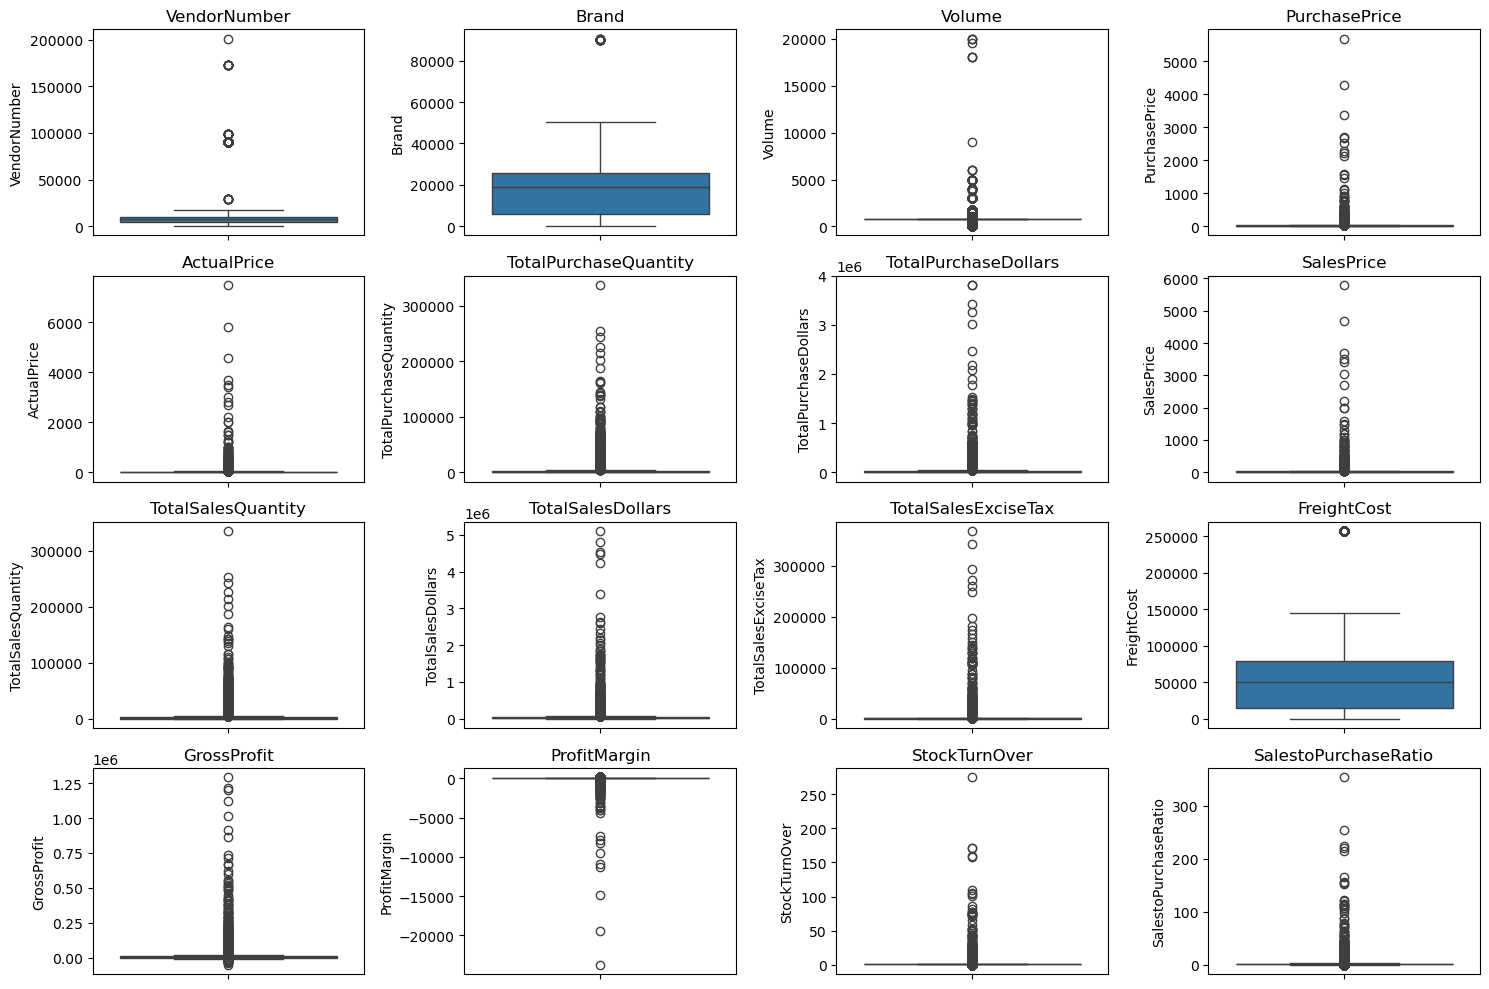 VendorNumber
VendorNumber
200000
150000
100000
50000
0
Brand
Brand
80000
60000
40000
20000
0
Volume
Volume
20000
15000
10000
5000
0
PurchasePrice
PurchasePrice
5000
4000
3000
2000
1000
0
ActualPrice
ActualPrice
6000
4000
2000
0
TotalPurchaseQuantity
TotalPurchaseQuantity
300000
200000
100000
0
TotalPurchaseDollars
1e6
TotalPurchaseDollars
4
3
2
1
0
SalesPrice
SalesPrice
6000
5000
4000
3000
2000
1000
0
TotalSalesQuantity
TotalSalesQuantity
300000
200000
100000
0
TotalSalesDollars
1e6
TotalSalesDollars
5
4
3
2
1
0
TotalSalesExciseTax
TotalSalesExciseTax
300000
200000
100000
0
FreightCost
FreightCost
250000
200000
150000
100000
50000
0
GrossProfit
1e6
GrossProfit
1.25
1.00
0.75
0.50
0.25
0.00
ProfitMargin
ProfitMargin
0
−5000
−10000
−15000
−20000
StockTurnOver
StockTurnOver
250
200
150
100
50
0
SalestoPurchaseRatio
SalestoPurchaseRatio
300
200
100
0